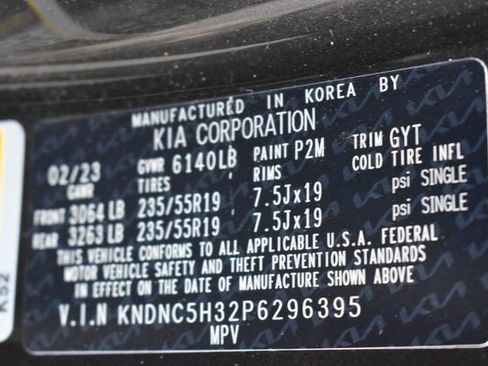 MANUFACTURED IN KOREA BY
KIA CORPORATION
02/23 GVWR 6140LB PAINT P2M TRIM GYT
GAWR TIRES RIMS COLD TIRE INFL
FRONT 3064 LB 235/55R19 7.5Jx19 psi SINGLE
REAR 3263 LB 235/55R19 7.5Jx19 psi SINGLE
THIS VEHICLE CONFORMS TO ALL APPLICABLE U.S.A. FEDERAL
MOTOR VEHICLE SAFETY AND THEFT PREVENTION STANDARDS
IN EFFECT ON THE DATE OF MANUFACTURE SHOWN ABOVE
V.I.N KNDNC5H32P6296395
MPV
KS2